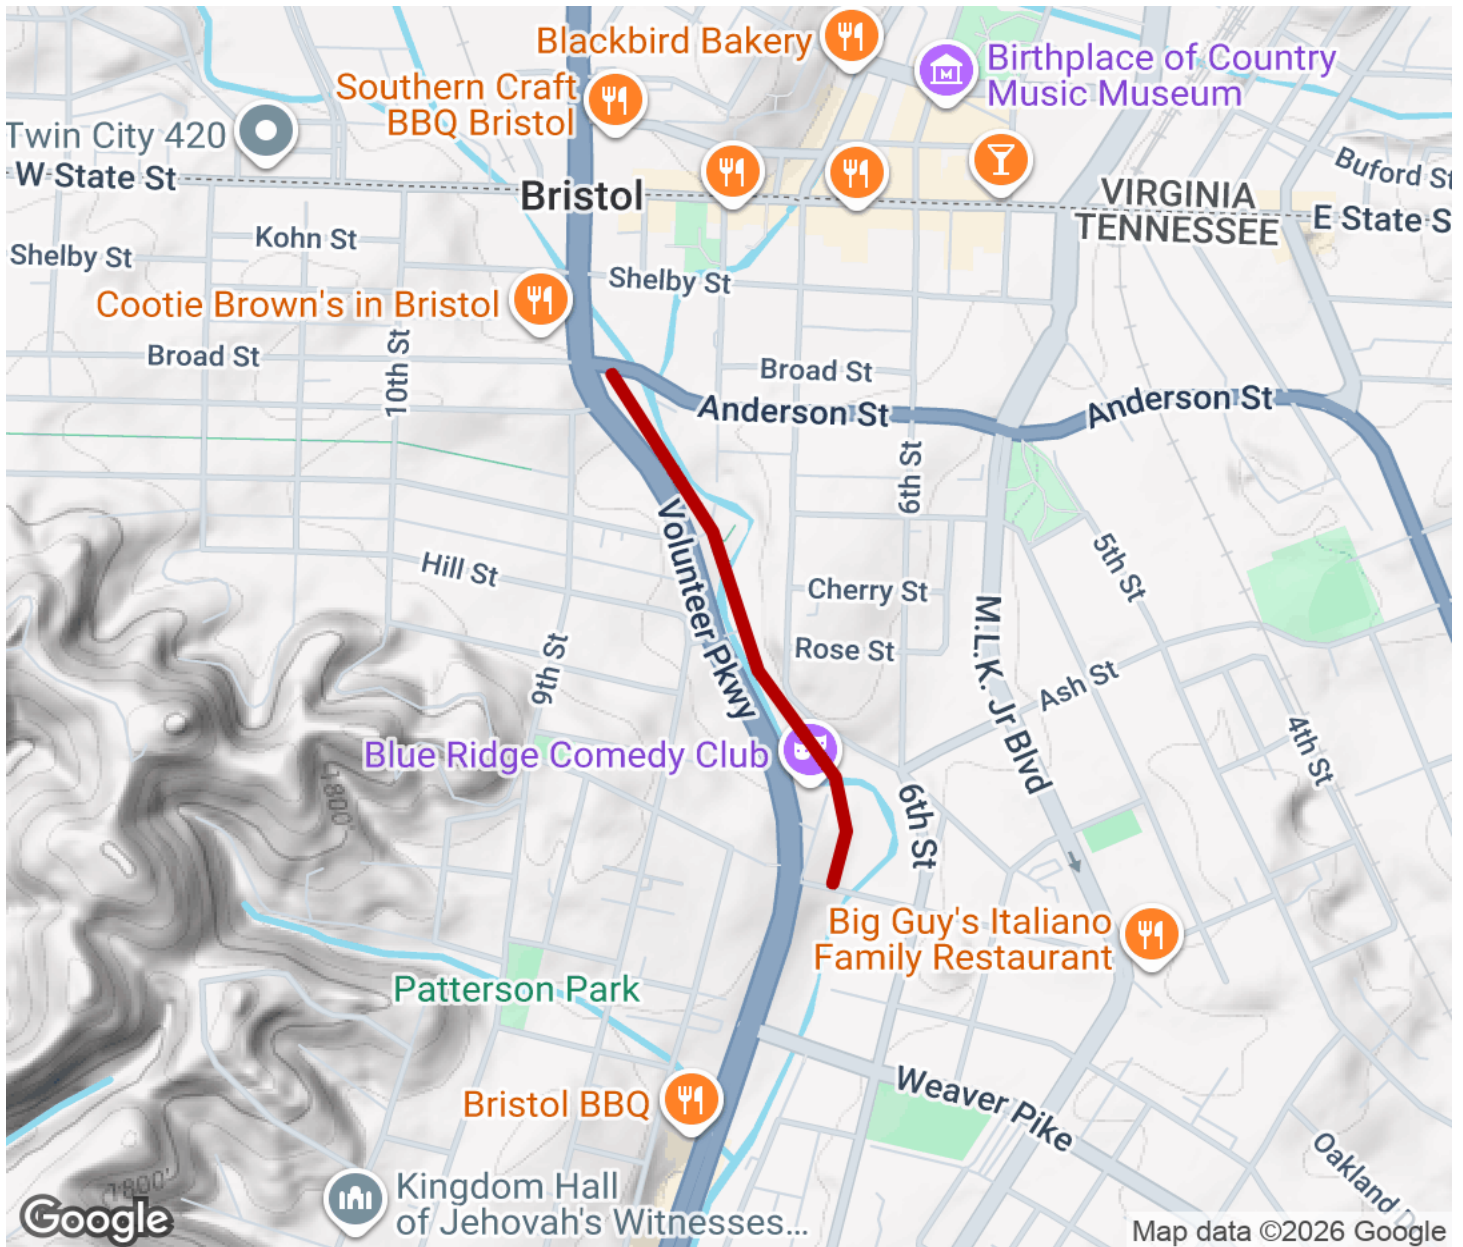 Blackbird Bakery
Birthplace of Country
Music Museum
Southern Craft
BBQ Bristol
Twin City 420
W State St
Bristol
Buford St
VIRGINIA
TENNESSEE
E State S
Kohn St
Shelby St
Shelby St
Cootie Brown's in Bristol
Broad St
10th St
Broad St
Anderson St
Anderson St
6th St
Volunteer Pkwy
Hill St
5th St
Cherry St
M.L.K. Jr Blvd
Rose St
9th St
Ash St
4th St
Blue Ridge Comedy Club
1800'
6th St
Big Guy's Italiano
Family Restaurant
Patterson Park
Weaver Pike
Bristol BBQ
Oakland D
1800'
Kingdom Hall
of Jehovah's Witnesses...
Google
Map data ©2026 Google